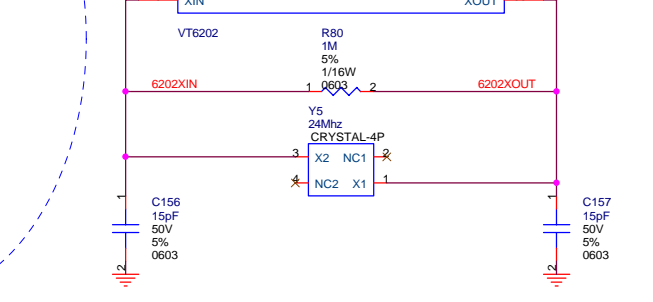 XIN
XOUT
VT6202
R80
1M
5%
1/16W
0603
6202XIN
1
2
6202XOUT
Y5
24Mhz
CRYSTAL-4P
3
X2
NC1
2
4
NC2
X1
1
1
C156
15pF
50V
5%
0603
2
1
C157
15pF
50V
5%
0603
2